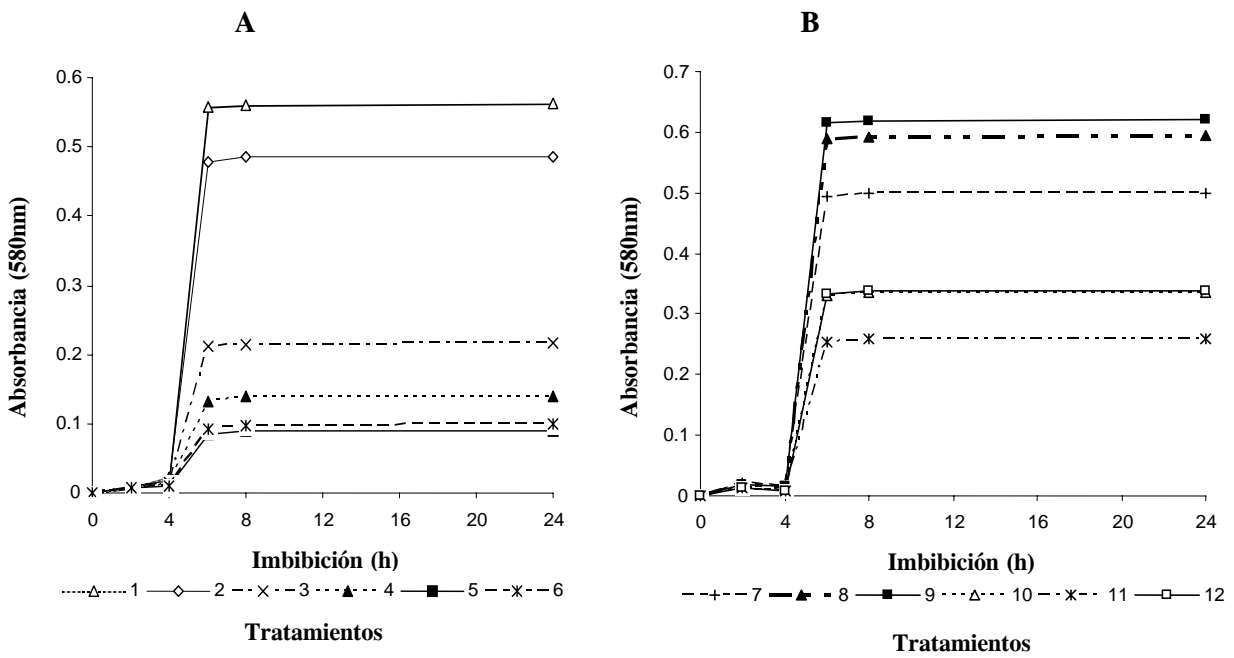 A
0.6
0.5
0.4
0.3
0.2
0.1
0
0 4 8 12 16 20 24
Absorbancia (580nm)
Imbibición (h)
1 2 3 4 5 6
Tratamientos
B
0.7
0.6
0.5
0.4
0.3
0.2
0.1
0
0 4 8 12 16 20 24
Absorbancia (580nm)
Imbibición (h)
7 8 9 10 11 12
Tratamientos